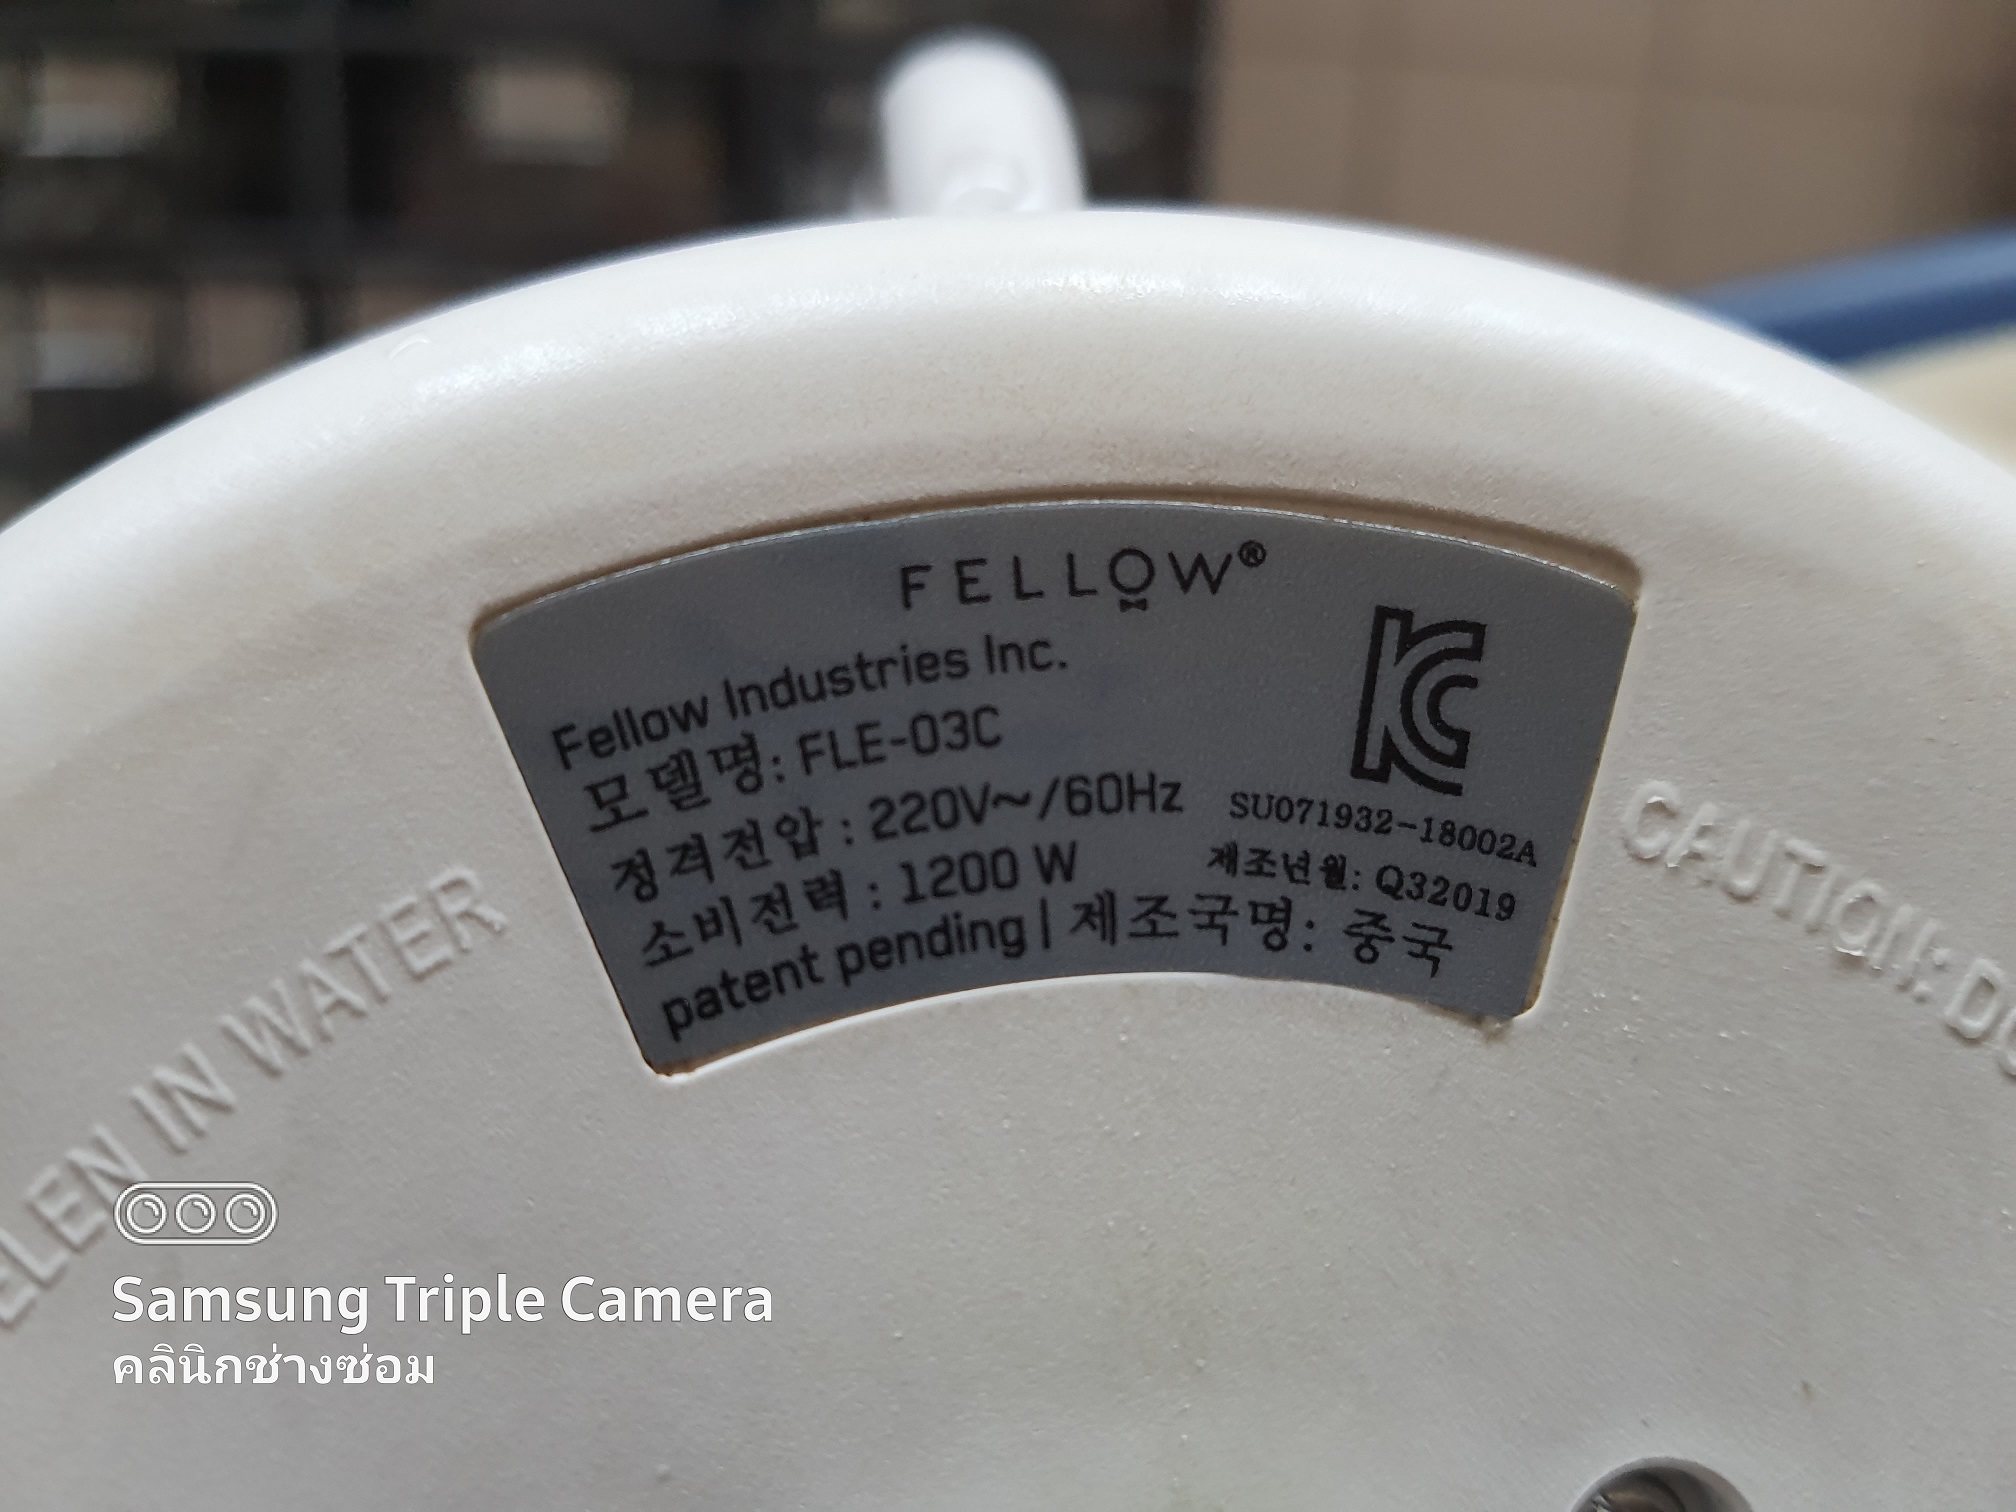 FELLOW®
Fellow Industries Inc.
모델명: FLE-03C
정격전압 : 220V~/60Hz
소비전력 : 1200 W
patent pending | 제조국명: 중국
KC
SU071932-18002A
제조년월: Q32019
CAUTION: DO
IN WATER
Samsung Triple Camera
คลินิกช่างซ่อม